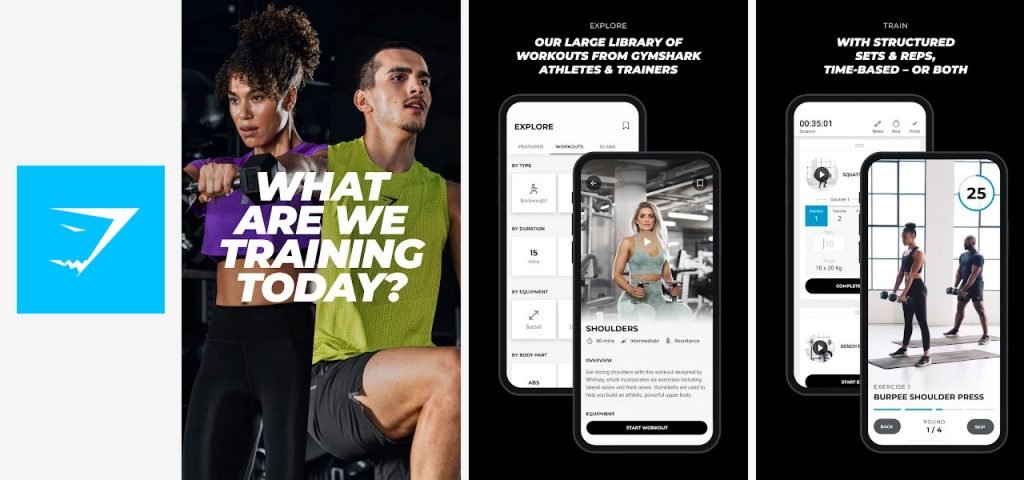 WHAT
ARE WE
TRAINING
TODAY?
EXPLORE
OUR LARGE LIBRARY OF
WORKOUTS FROM GYMSHARK
ATHLETES & TRAINERS
EXPLORE
FEATURED WORKOUTS PLANS
BY TYPE
Bodyweight
BY DURATION
15
mins
BY EQUIPMENT
Barbell
BY BODY PART
ABS
SHOULDERS
60 mins Intermediate Resistance
OVERVIEW
Get strong shoulders with this workout designed by
Whitney, which incorporates six exercises including
lateral raises and front raises. Dumbbells are used to
help you build an athletic, powerful upper body.
EQUIPMENT
START WORKOUT
TRAIN
WITH STRUCTURED
SETS & REPS,
TIME-BASED – OR BOTH
00:35:01
Duration
Notes Rest Finish
SQUAT
Superset 1
Exercise
1
Exercise
2
10
Target
10 x 20 Kg
COMPLETE
BENCH
START E
25
EXERCISE 1
BURPEE SHOULDER PRESS
BACK
ROUND
1 / 4
SKIP